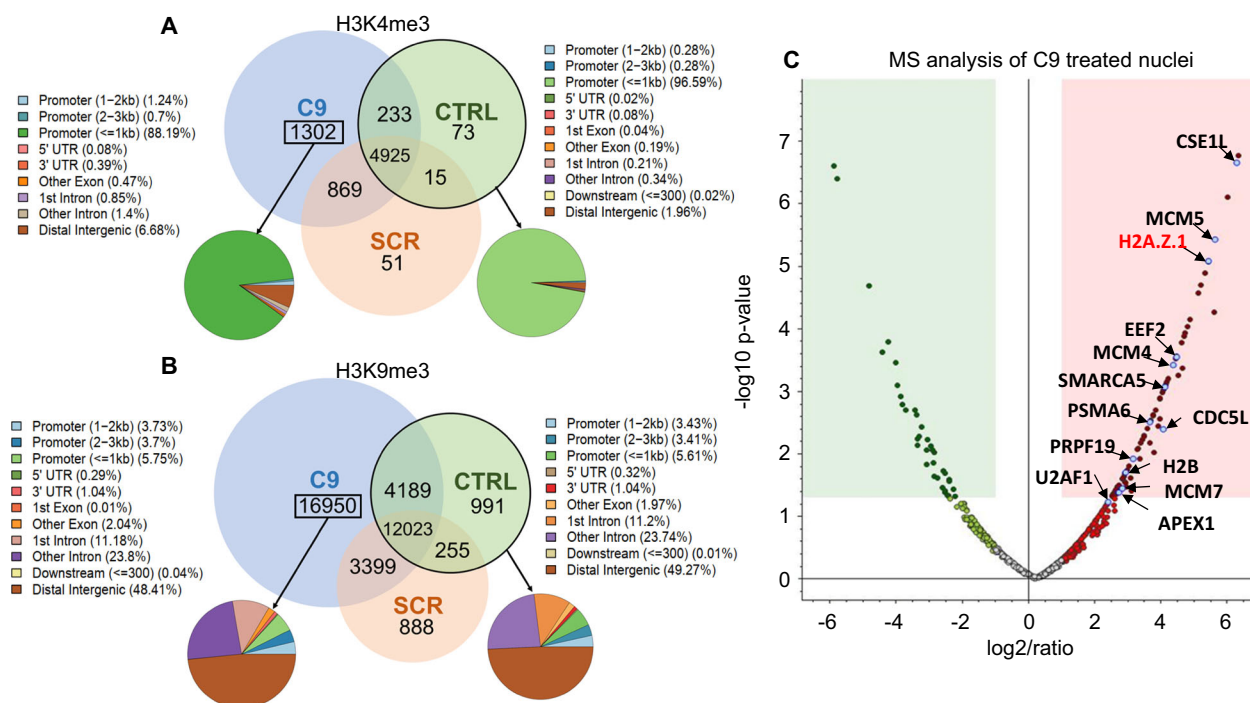 A
H3K4me3
Promoter (1−2kb) (1.24%)
Promoter (2−3kb) (0.7%)
Promoter (<=1kb) (88.19%)
5' UTR (0.08%)
3' UTR (0.39%)
Other Exon (0.47%)
1st Intron (0.85%)
Other Intron (1.4%)
Distal Intergenic (6.68%)
C9
1302
233
CTRL
73
4925
15
869
SCR
51
Promoter (1−2kb) (0.28%)
Promoter (2−3kb) (0.28%)
Promoter (<=1kb) (96.59%)
5' UTR (0.02%)
3' UTR (0.08%)
1st Exon (0.04%)
Other Exon (0.19%)
1st Intron (0.21%)
Other Intron (0.34%)
Downstream (<=300) (0.02%)
Distal Intergenic (1.96%)
B
H3K9me3
Promoter (1−2kb) (3.73%)
Promoter (2−3kb) (3.7%)
Promoter (<=1kb) (5.75%)
5' UTR (0.29%)
3' UTR (1.04%)
1st Exon (0.01%)
Other Exon (2.04%)
1st Intron (11.18%)
Other Intron (23.8%)
Downstream (<=300) (0.04%)
Distal Intergenic (48.41%)
C9
16950
4189
CTRL
991
12023
255
3399
SCR
888
Promoter (1−2kb) (3.43%)
Promoter (2−3kb) (3.41%)
Promoter (<=1kb) (5.61%)
5' UTR (0.32%)
3' UTR (1.04%)
Other Exon (1.97%)
1st Intron (11.2%)
Other Intron (23.74%)
Downstream (<=300) (0.01%)
Distal Intergenic (49.27%)
C
MS analysis of C9 treated nuclei
-log10 p-value
7
6
5
4
3
2
1
0
CSE1L
MCM5
H2A.Z.1
EEF2
MCM4
SMARCA5
PSMA6
CDC5L
PRPF19
H2B
U2AF1
MCM7
APEX1
-6
-4
-2
0
2
4
6
log2/ratio